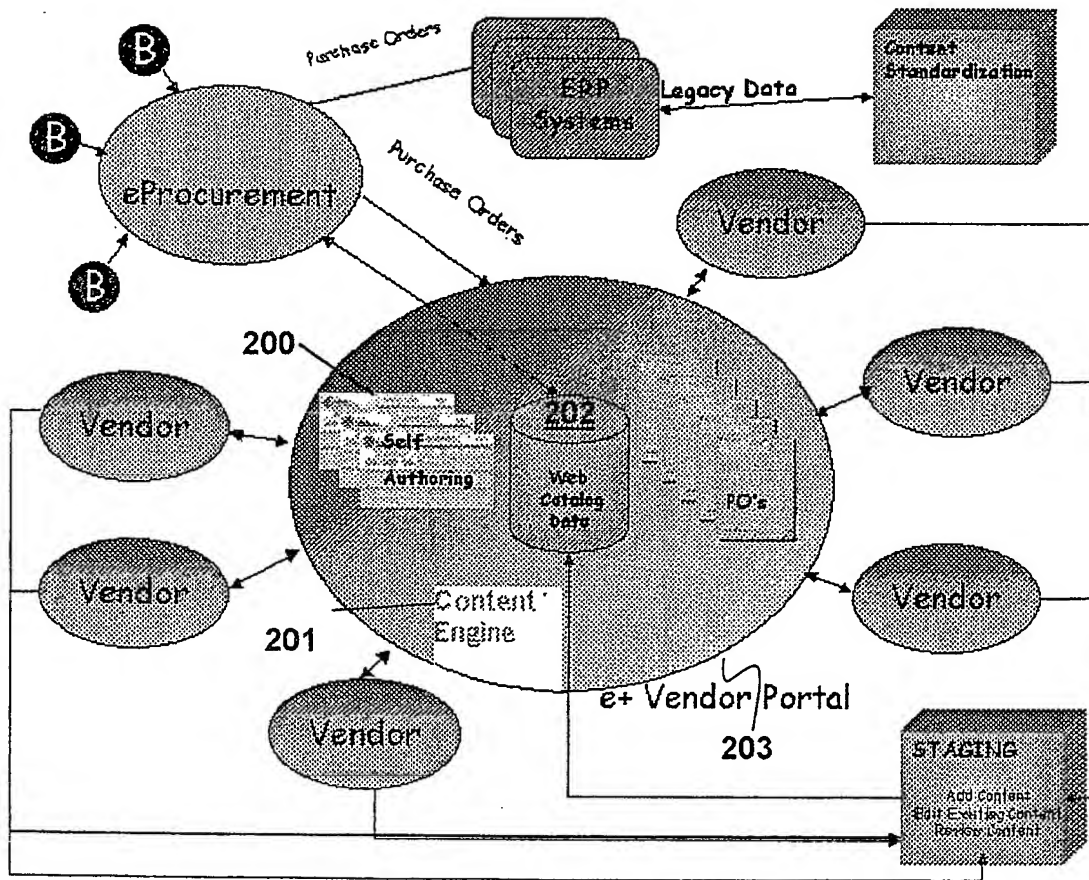 B
Purchase Orders
ERP
Systems
Legacy Data
Content
Standardization
B
eProcurement
Purchase Orders
Vendor
B
200
Vendor
Vendor
202
Self
Authoring
Web
Catalog
Data
PO's
Vendor
Vendor
Content
Engine
201
e+ Vendor Portal
203
Vendor
STAGING
Add Content
Edit Existing Content
Review Content